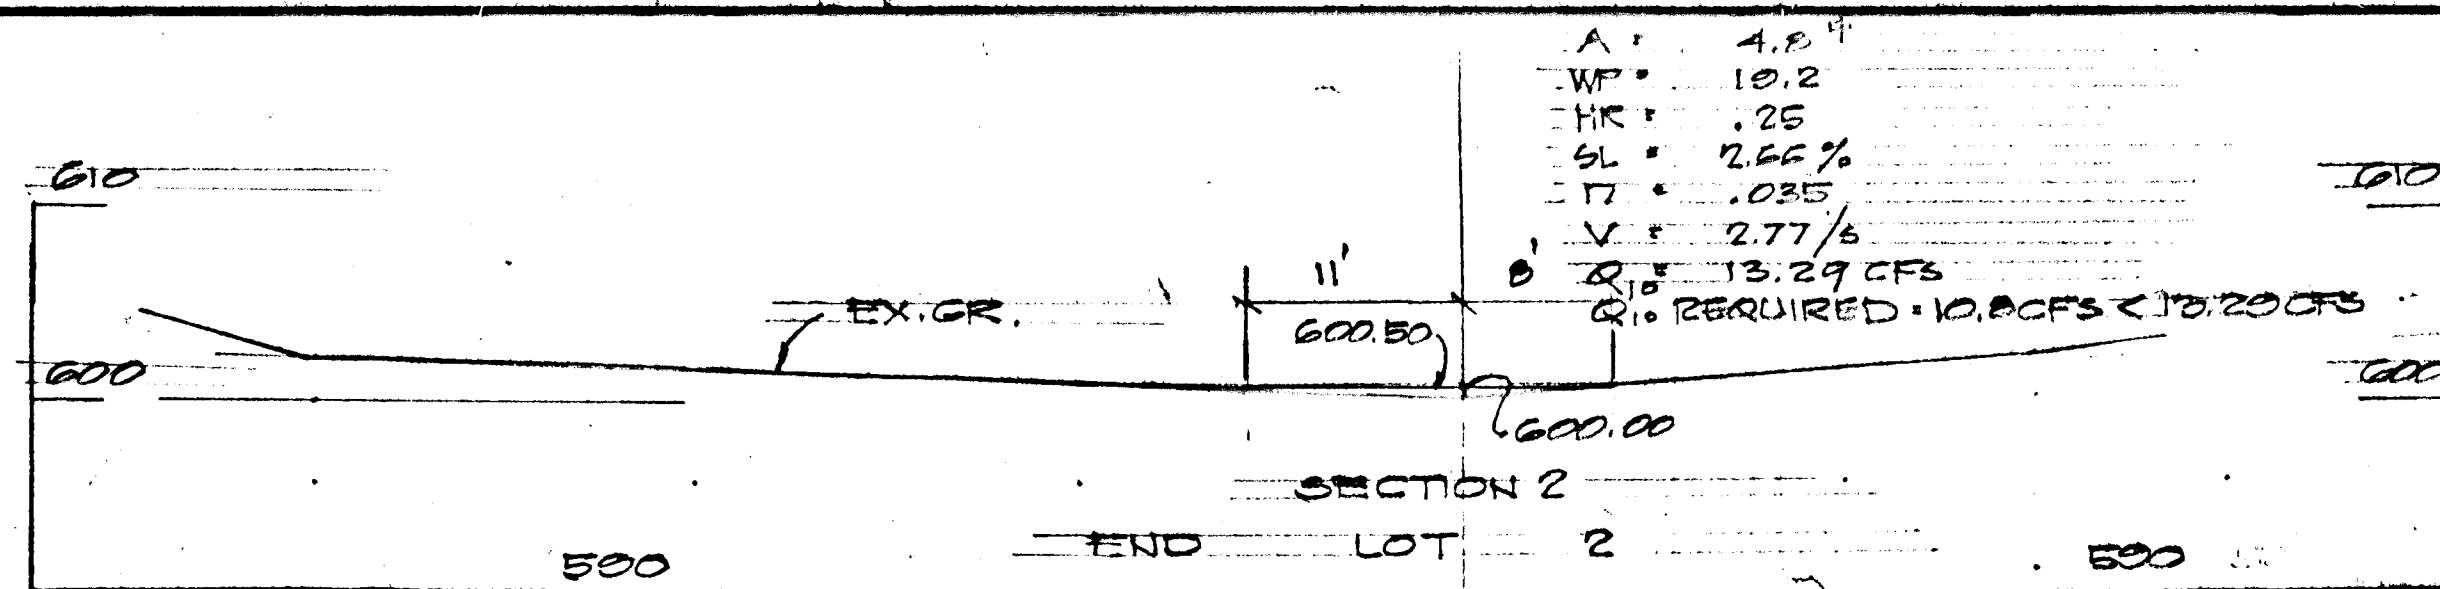 A = 4.8
WP = 19.2
HR = .25
SL = 2.66 %
n = .035
V = 2.77/s
Q10 = 13.29 CFS
Q10 REQUIRED = 10.8 CFS < 13.29 CFS
610
610
11'
8'
EX. GR.
600.50
600
600
600.00
SECTION 2
END LOT 2
590
590